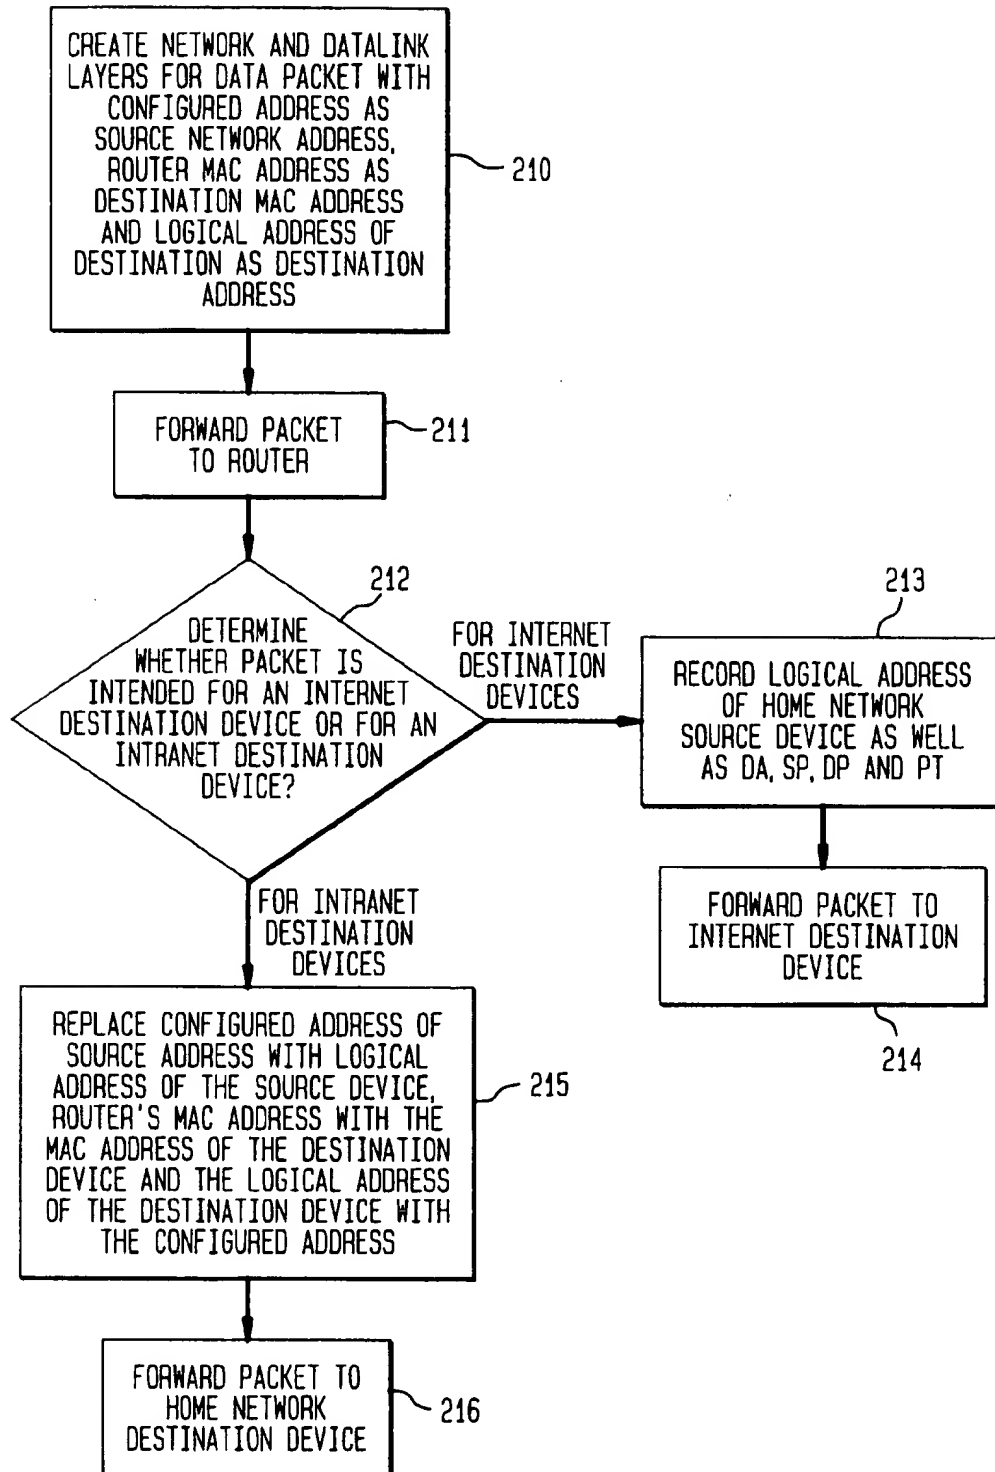 CREATE NETWORK AND DATALINK
LAYERS FOR DATA PACKET WITH
CONFIGURED ADDRESS AS
SOURCE NETWORK ADDRESS,
ROUTER MAC ADDRESS AS
DESTINATION MAC ADDRESS
AND LOGICAL ADDRESS OF
DESTINATION AS DESTINATION
ADDRESS
210
FORWARD PACKET
TO ROUTER
211
212
DETERMINE
WHETHER PACKET IS
INTENDED FOR AN INTERNET
DESTINATION DEVICE OR FOR AN
INTRANET DESTINATION
DEVICE?
FOR INTERNET
DESTINATION
DEVICES
213
RECORD LOGICAL ADDRESS
OF HOME NETWORK
SOURCE DEVICE AS WELL
AS DA, SP, DP AND PT
FORWARD PACKET TO
INTERNET DESTINATION
DEVICE
214
FOR INTRANET
DESTINATION
DEVICES
REPLACE CONFIGURED ADDRESS OF
SOURCE ADDRESS WITH LOGICAL
ADDRESS OF THE SOURCE DEVICE,
ROUTER'S MAC ADDRESS WITH THE
MAC ADDRESS OF THE DESTINATION
DEVICE AND THE LOGICAL ADDRESS
OF THE DESTINATION DEVICE WITH
THE CONFIGURED ADDRESS
215
FORWARD PACKET TO
HOME NETWORK
DESTINATION DEVICE
216